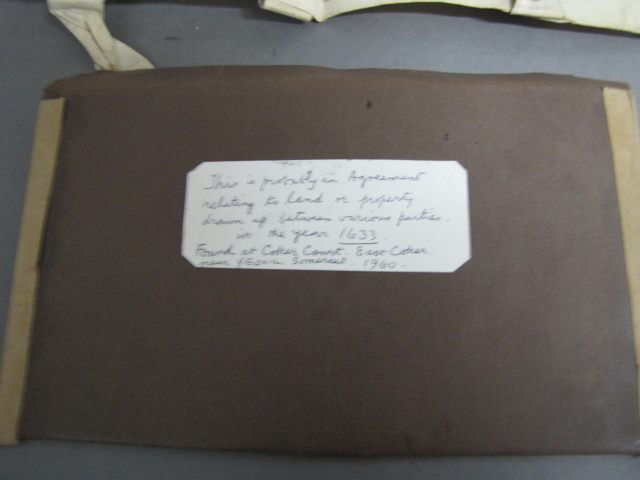 This is probably an Agreement
relating to land or property
drawn up between various parties.
in the year 1633.
Found at Coker Court. East Coker.
near Yeovil. Somerset. 1960.